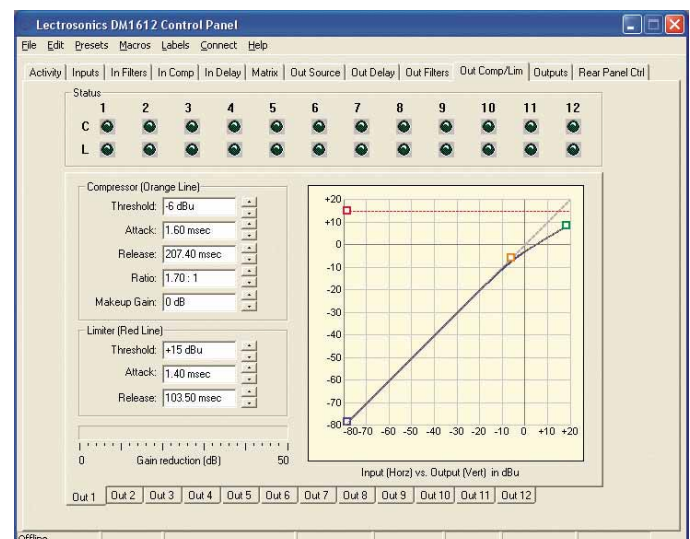 Lectrosonics DM1612 Control Panel
File Edit Presets Macros Labels Connect Help
Activity Inputs In Filters In Comp In Delay Matrix Out Source Out Delay Out Filters Out Comp/Lim Outputs Rear Panel Ctrl
Status
1 2 3 4 5 6 7 8 9 10 11 12
C
L
Compressor (Orange Line)
Threshold: -6 dBu
Attack: 1.60 msec
Release: 207.40 msec
Ratio: 1.70 : 1
Makeup Gain: 0 dB
Limiter (Red Line)
Threshold: +15 dBu
Attack: 1.40 msec
Release: 103.50 msec
0 Gain reduction (dB) 50
+20
+10
0
-10
-20
-30
-40
-50
-60
-70
-80
-80 -70 -60 -50 -40 -30 -20 -10 0 +10 +20
Input (Horz) vs. Output (Vert) in dBu
Out 1 Out 2 Out 3 Out 4 Out 5 Out 6 Out 7 Out 8 Out 9 Out 10 Out 11 Out 12
Offline